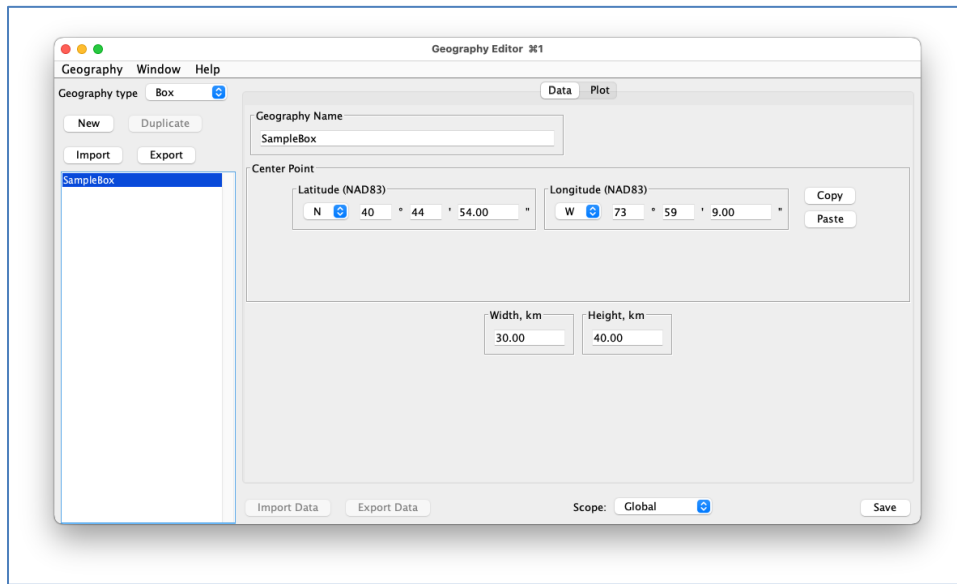 Geography Editor ⌘1
Geography Window Help
Geography type Box
Data Plot
New Duplicate
Import Export
SampleBox
Geography Name
SampleBox
Center Point
Latitude (NAD83)
N 40 ° 44 ' 54.00 "
Longitude (NAD83)
W 73 ° 59 ' 9.00 "
Copy
Paste
Width, km
30.00
Height, km
40.00
Import Data Export Data
Scope: Global
Save